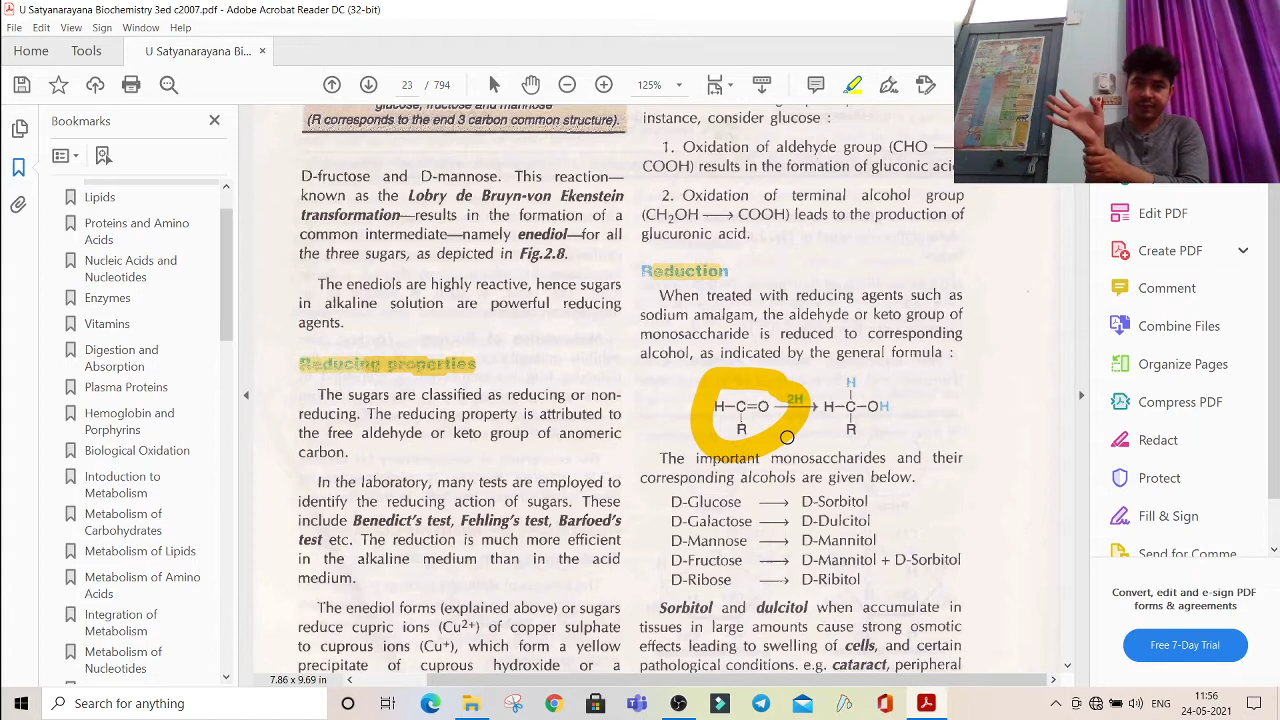 U Satyanarayana Biochemistry 3ed c2007.pdf - Adobe Acrobat Reader DC (32-bit)
File Edit View Sign Window Help
Home Tools U Satyanarayana Bi... ×
23 / 794 125%
Bookmarks
Lipids
Proteins and Amino
Acids
Nucleic Acids and
Nucleotides
Enzymes
Vitamins
Digestion and
Absorption
Plasma Proteins
Hemoglobin and
Porphyrins
Biological Oxidation
Intoduction to
Metabolism
Metabolism of
Carbohydrates
Metabolism of Lipids
Metabolism of Amino
Acids
Integration of
Metabolism
Metabolism of
Nucleotides
glucose, fructose and mannose
(R corresponds to the end 3 carbon common structure).
D-fructose and D-mannose. This reaction—
known as the Lobry de Bruyn-von Ekenstein
transformation—results in the formation of a
common intermediate—namely enediol—for all
the three sugars, as depicted in Fig.2.8.
The enediols are highly reactive, hence sugars
in alkaline solution are powerful reducing
agents.
Reducing properties
The sugars are classified as reducing or non-
reducing. The reducing property is attributed to
the free aldehyde or keto group of anomeric
carbon.
In the laboratory, many tests are employed to
identify the reducing action of sugars. These
include Benedict's test, Fehling's test, Barfoed's
test etc. The reduction is much more efficient
in the alkaline medium than in the acid
medium.
The enediol forms (explained above) or sugars
reduce cupric ions (Cu2+) of copper sulphate
to cuprous ions (Cu+), which form a yellow
precipitate of cuprous hydroxide or a
7.86 x 9.69 in
instance, consider glucose :
1. Oxidation of aldehyde group (CHO —
COOH) results in the formation of gluconic acid
2. Oxidation of terminal alcohol group
(CH2OH ⟶ COOH) leads to the production of
glucuronic acid.
Reduction
When treated with reducing agents such as
sodium amalgam, the aldehyde or keto group of
monosaccharide is reduced to corresponding
alcohol, as indicated by the general formula :
H
H—C=O 2H ⟶ H—C—OH
R R
The important monosaccharides and their
corresponding alcohols are given below.
D-Glucose ⟶ D-Sorbitol
D-Galactose ⟶ D-Dulcitol
D-Mannose ⟶ D-Mannitol
D-Fructose ⟶ D-Mannitol + D-Sorbitol
D-Ribose ⟶ D-Ribitol
Sorbitol and dulcitol when accumulate in
tissues in large amounts cause strong osmotic
effects leading to swelling of cells, and certain
pathological conditions. e.g. cataract, peripheral
Edit PDF
Create PDF
Comment
Combine Files
Organize Pages
Compress PDF
Redact
Protect
Fill & Sign
Send for Comme
Convert, edit and e-sign PDF
forms & agreements
Free 7-Day Trial
Search for anything
ENG
11:56
24-05-2021